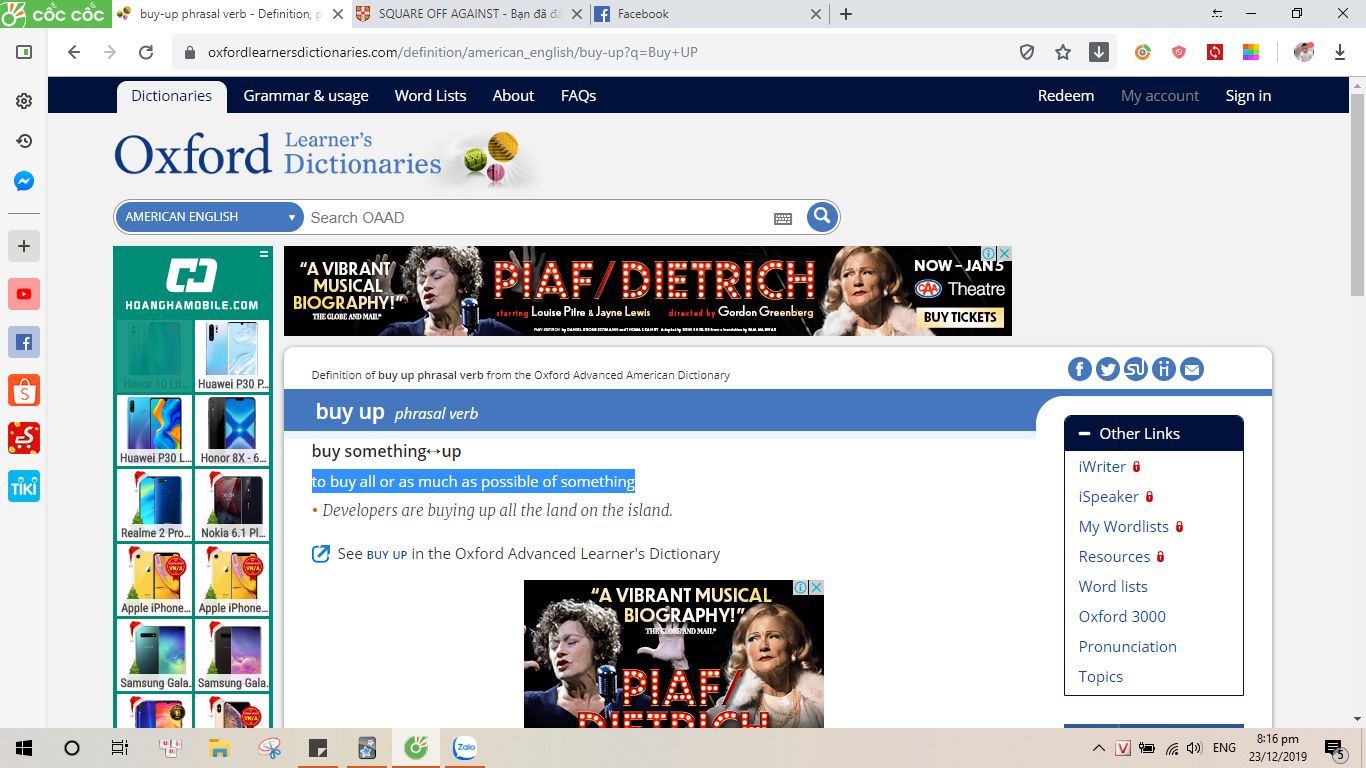 cốc cốc
buy-up phrasal verb - Definition, p
SQUARE OFF AGAINST - Bạn đã đă
Facebook
oxfordlearnersdictionaries.com/definition/american_english/buy-up?q=Buy+UP
Dictionaries
Grammar & usage
Word Lists
About
FAQs
Redeem
My account
Sign in
Oxford Learner's Dictionaries
AMERICAN ENGLISH
Search OAAD
HOANGHAMOBILE.COM
Honor 10 Lit...
Huawei P30 P...
Huawei P30 L...
Honor 8X - 6...
Realme 2 Pro...
Nokia 6.1 Pl...
Apple iPhone...
Apple iPhone...
Samsung Gala.
Samsung Gala.
"A VIBRANT
MUSICAL
BIOGRAPHY!"
THE GLOBE AND MAIL
PIAF/DIETRICH
starring Louise Pitre & Jayne Lewis directed by Gordon Greenberg
NOW–JAN 5
CAA Theatre
BUY TICKETS
Definition of buy up phrasal verb from the Oxford Advanced American Dictionary
buy up phrasal verb
buy something↔up
to buy all or as much as possible of something
• Developers are buying up all the land on the island.
See BUY UP in the Oxford Advanced Learner's Dictionary
"A VIBRANT MUSICAL
BIOGRAPHY!"
THE GLOBE AND MAIL
PIAF/
DIETRICH
Other Links
iWriter
iSpeaker
My Wordlists
Resources
Word lists
Oxford 3000
Pronunciation
Topics
TIKI
Zalo
ENG
8:16 pm
23/12/2019
5